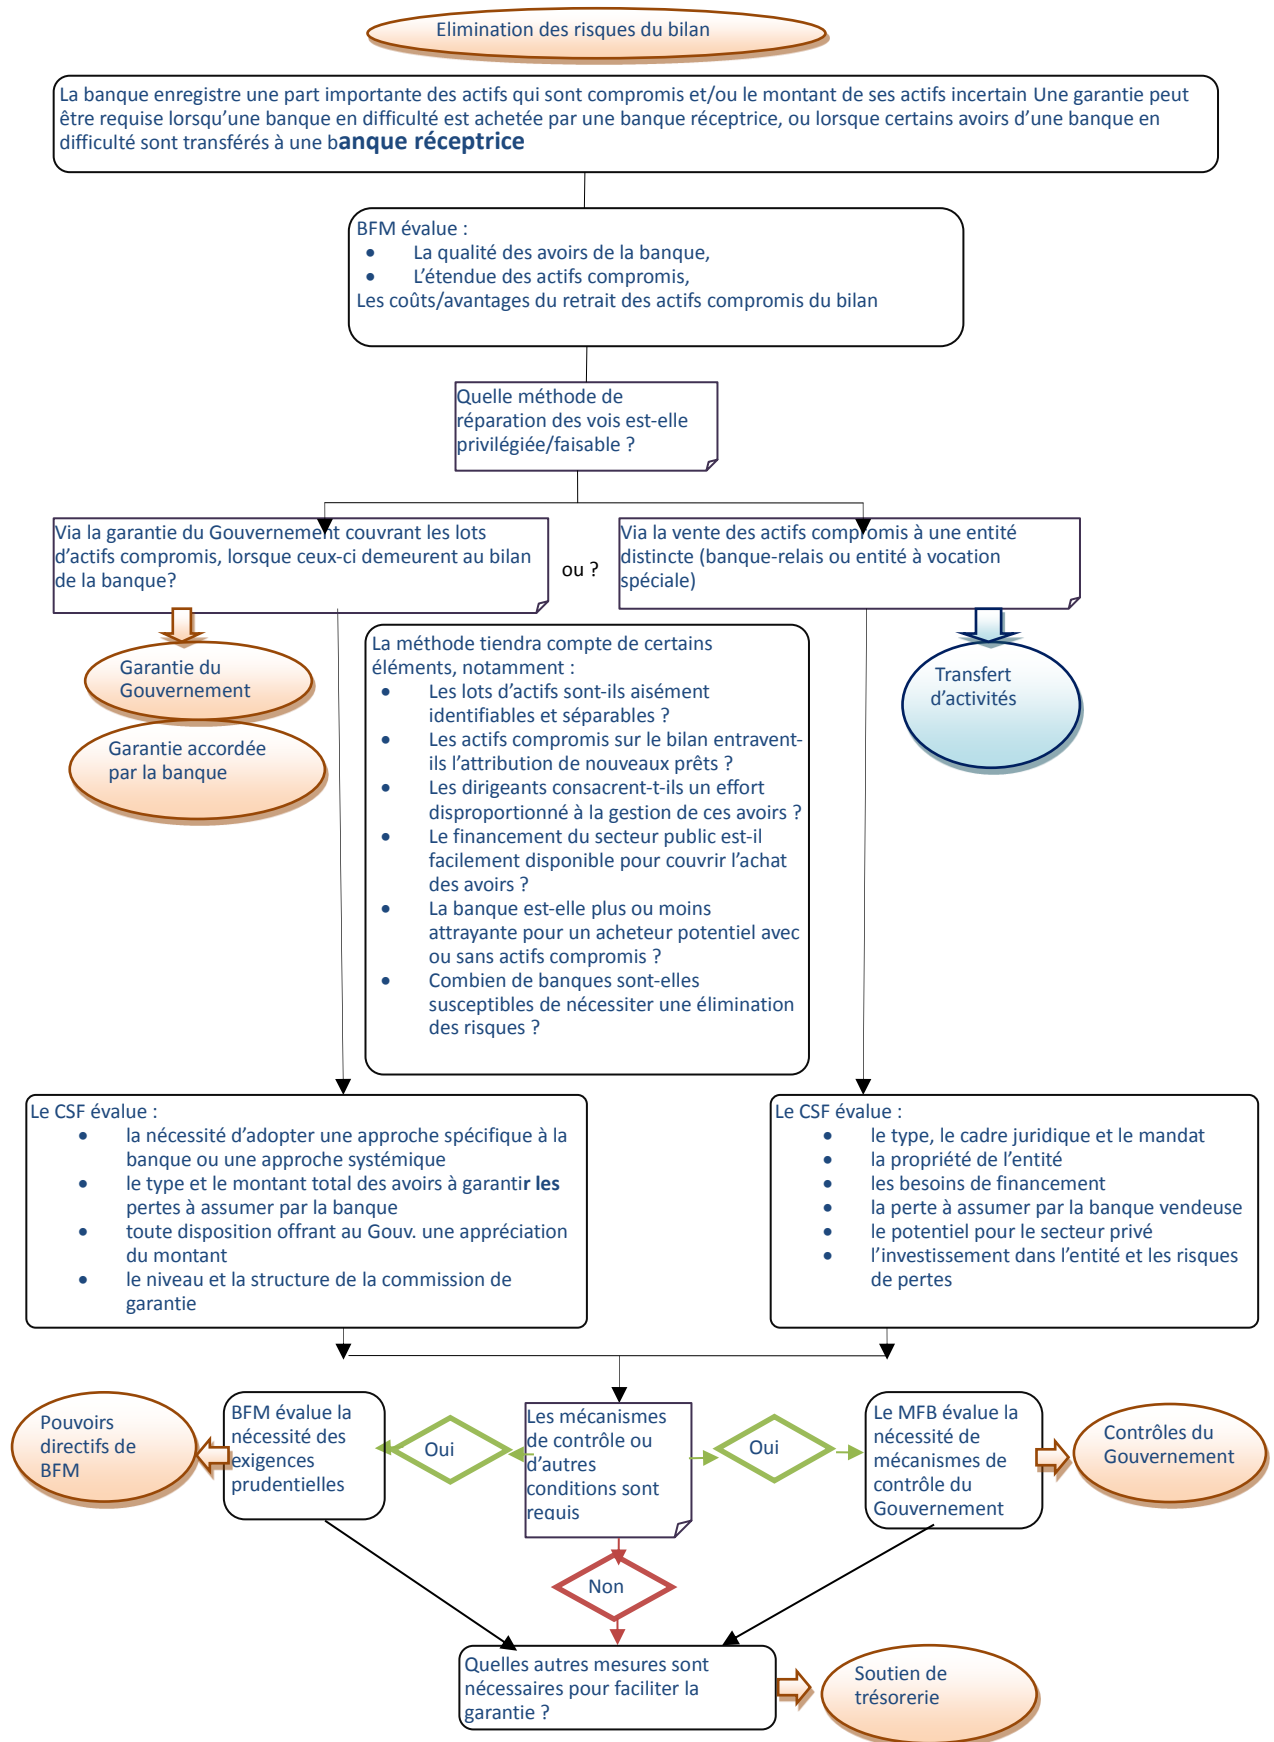 Elimination des risques du bilan
La banque enregistre une part importante des actifs qui sont compromis et/ou le montant de ses actifs incertain Une garantie peut
être requise lorsqu'une banque en difficulté est achetée par une banque réceptrice, ou lorsque certains avoirs d'une banque en
difficulté sont transférés à une banque réceptrice
BFM évalue :
• La qualité des avoirs de la banque,
• L'étendue des actifs compromis,
Les coûts/avantages du retrait des actifs compromis du bilan
Quelle méthode de
réparation des vois est-elle
privilégiée/faisable ?
Via la garantie du Gouvernement couvrant les lots
d'actifs compromis, lorsque ceux-ci demeurent au bilan
de la banque?
ou ?
Via la vente des actifs compromis à une entité
distincte (banque-relais ou entité à vocation
spéciale)
Garantie du
Gouvernement
Garantie accordée
par la banque
La méthode tiendra compte de certains
éléments, notamment :
• Les lots d'actifs sont-ils aisément
identifiables et séparables ?
• Les actifs compromis sur le bilan entravent-
ils l'attribution de nouveaux prêts ?
• Les dirigeants consacrent-t-ils un effort
disproportionné à la gestion de ces avoirs ?
• Le financement du secteur public est-il
facilement disponible pour couvrir l'achat
des avoirs ?
• La banque est-elle plus ou moins
attrayante pour un acheteur potentiel avec
ou sans actifs compromis ?
• Combien de banques sont-elles
susceptibles de nécessiter une élimination
des risques ?
Transfert
d'activités
Le CSF évalue :
• la nécessité d'adopter une approche spécifique à la
banque ou une approche systémique
• le type et le montant total des avoirs à garantir les
pertes à assumer par la banque
• toute disposition offrant au Gouv. une appréciation
du montant
• le niveau et la structure de la commission de
garantie
Le CSF évalue :
• le type, le cadre juridique et le mandat
• la propriété de l'entité
• les besoins de financement
• la perte à assumer par la banque vendeuse
• le potentiel pour le secteur privé
• l'investissement dans l'entité et les risques
de pertes
Pouvoirs
directifs de
BFM
BFM évalue la
nécessité des
exigences
prudentielles
Oui
Les mécanismes
de contrôle ou
d'autres
conditions sont
requis
Oui
Le MFB évalue la
nécessité de
mécanismes de
contrôle du
Gouvernement
Contrôles du
Gouvernement
Non
Quelles autres mesures sont
nécessaires pour faciliter la
garantie ?
Soutien de
trésorerie